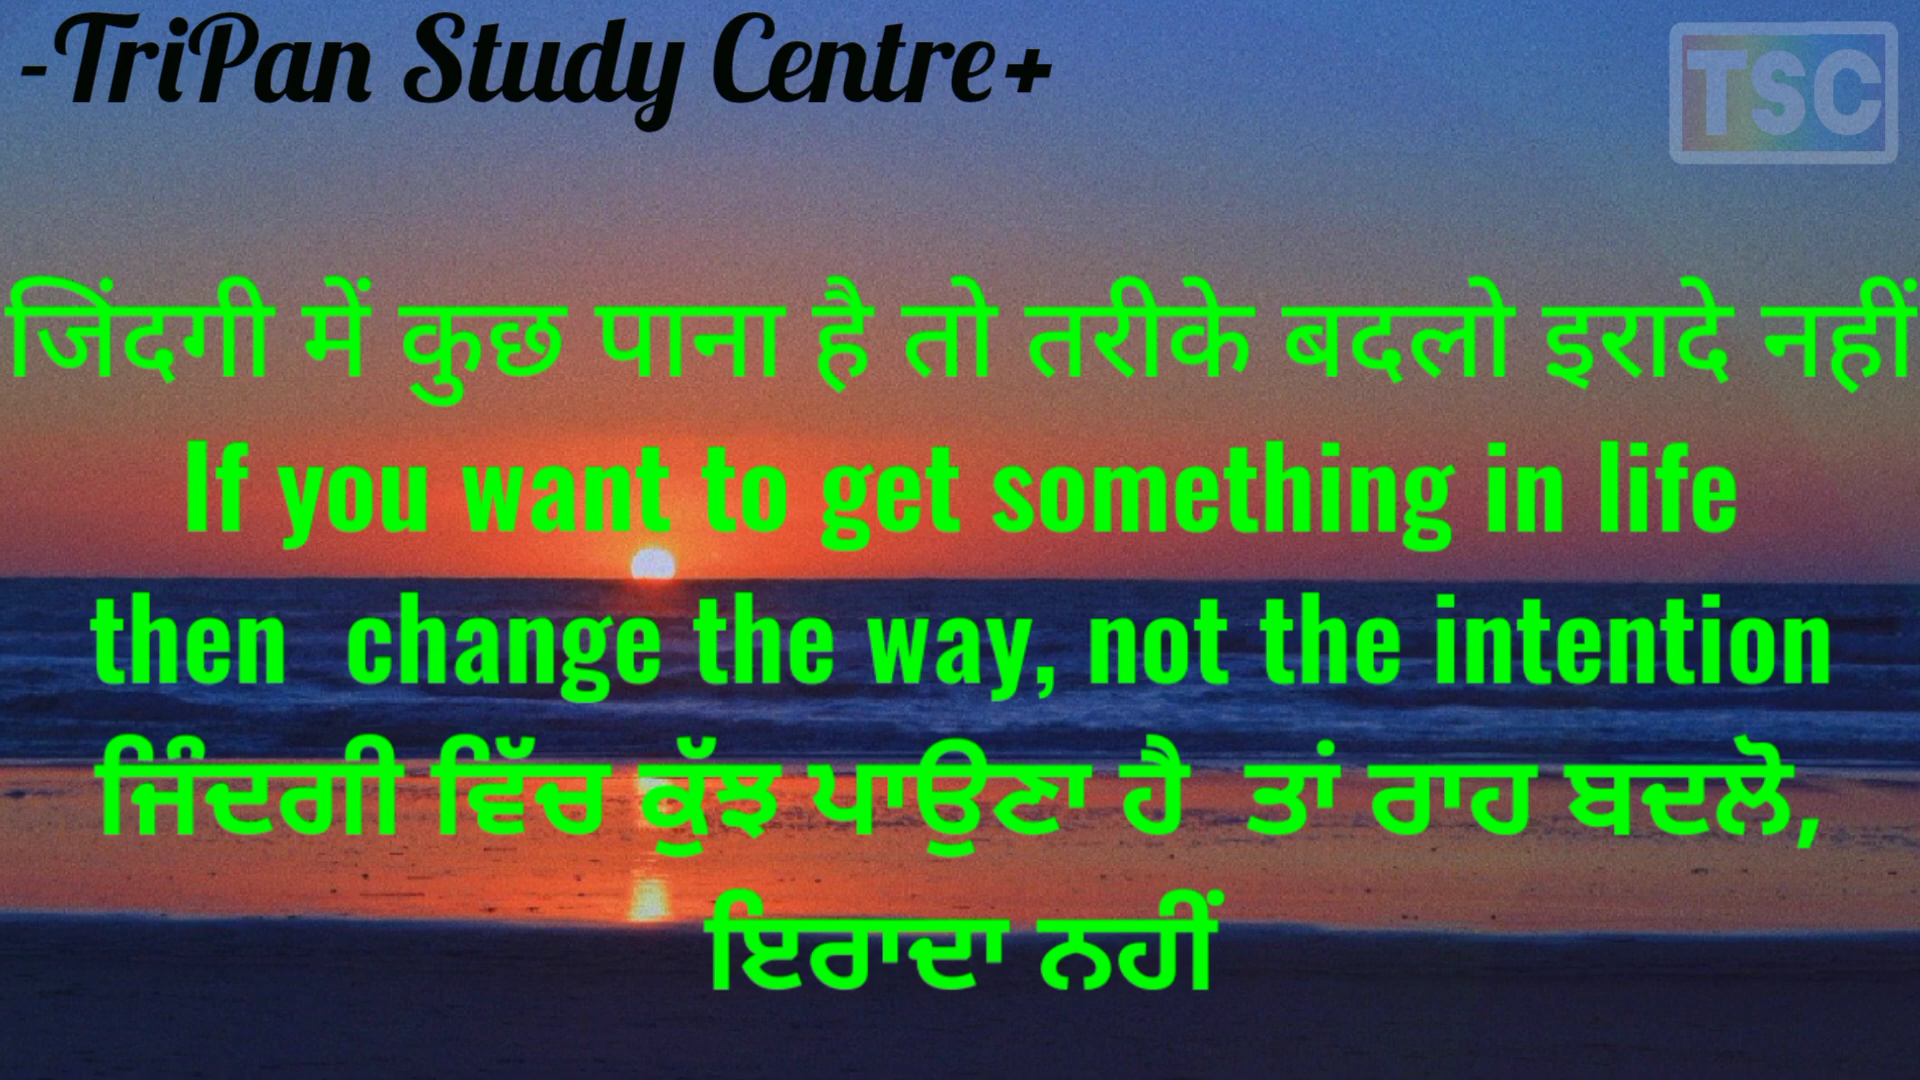 -TriPan Study Centre+
TSC
जिंदगी में कुछ पाना है तो तरीके बदलो इरादे नहीं
If you want to get something in life
then  change the way, not the intention
ਜਿੰਦਗੀ ਵਿੱਚ ਕੁੱਝ ਪਾਉਣਾ ਹੈ  ਤਾਂ ਰਾਹ ਬਦਲੋ,
ਇਰਾਦਾ ਨਹੀਂ